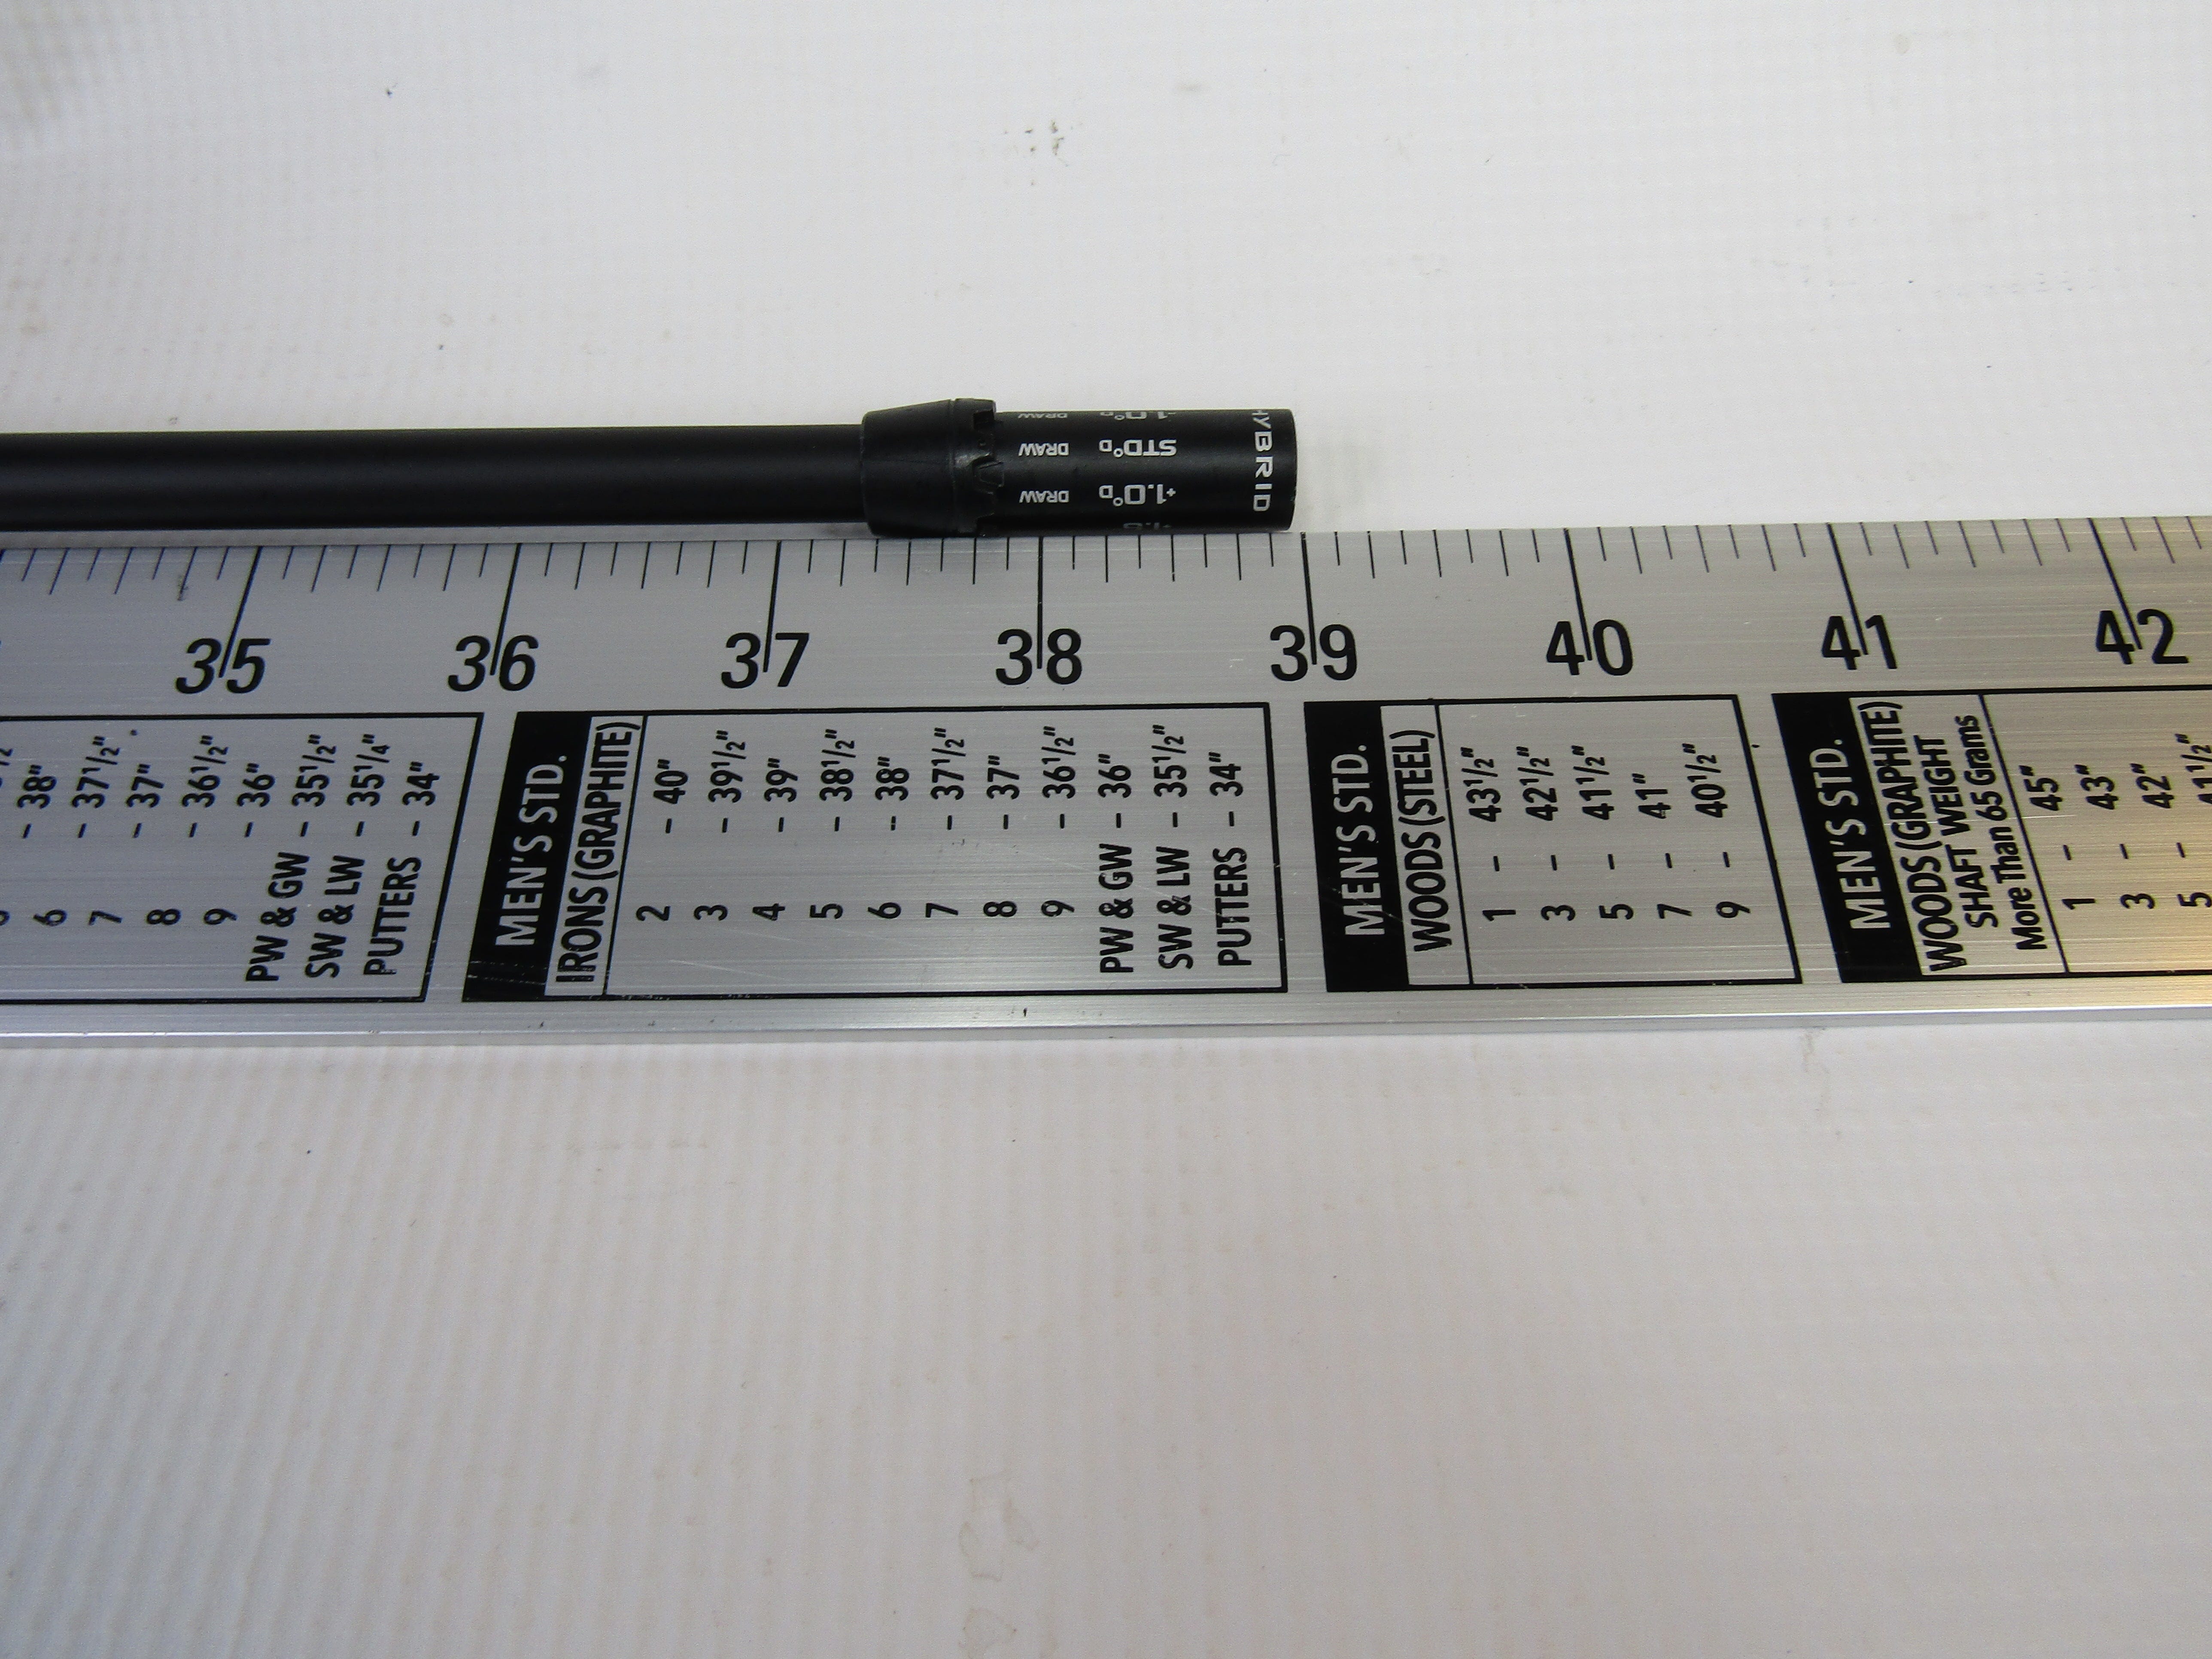 HYBRID
DRAW -1.0°D
DRAW STD°D
DRAW +1.0°D
35 36 37 38 39 40 41 42
6 – 38"
7 – 37 1/2"
8 – 37"
9 – 36 1/2"
PW & GW – 36"
SW & LW – 35 1/2"
PUTTERS – 35 1/4"
– 34"
MEN'S STD.
IRONS (GRAPHITE)
2 – 40"
3 – 39 1/2"
4 – 39"
5 – 38 1/2"
6 – 38"
7 – 37 1/2"
8 – 37"
9 – 36 1/2"
PW & GW – 36"
SW & LW – 35 1/2"
PUTTERS – 34"
MEN'S STD.
WOODS (STEEL)
1 – 43 1/2"
3 – 42 1/2"
5 – 41 1/2"
7 – 41"
9 – 40 1/2"
MEN'S STD.
WOODS (GRAPHITE)
SHAFT WEIGHT
More Than 65 Grams
1 – 45"
3 – 43"
5 – 42"
41 1/2"